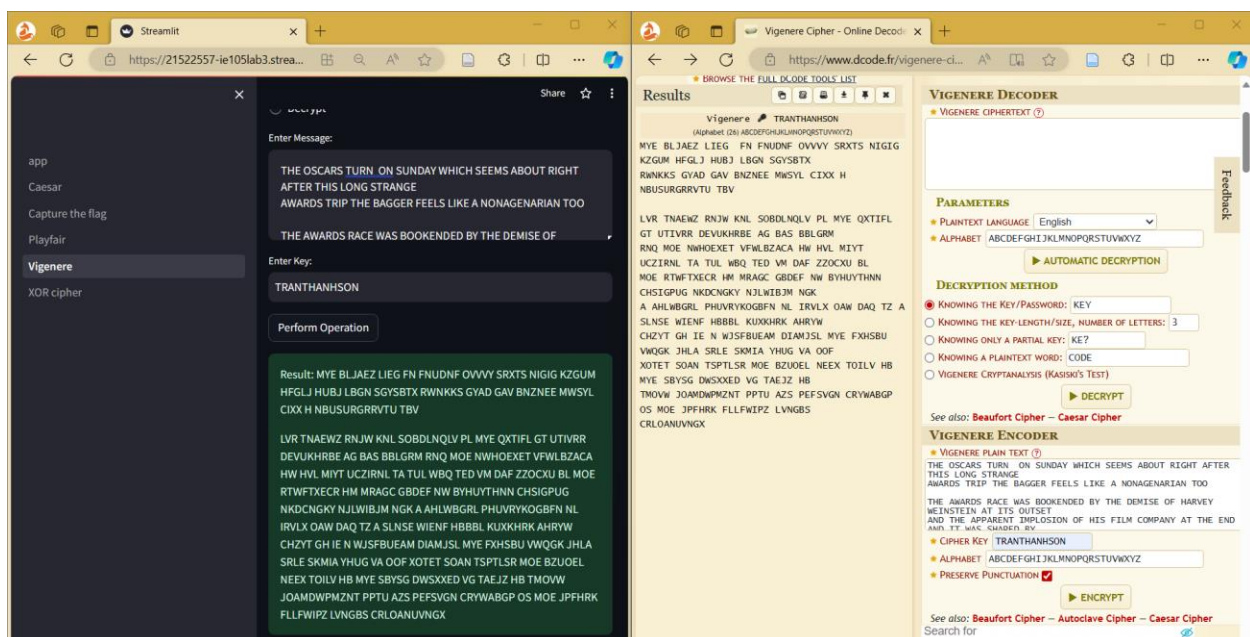 Streamlit
https://21522557-ie105lab3.strea...
Share
app
Caesar
Capture the flag
Playfair
Vigenere
XOR cipher
Decrypt
Enter Message:
THE OSCARS TURN ON SUNDAY WHICH SEEMS ABOUT RIGHT
AFTER THIS LONG STRANGE
AWARDS TRIP THE BAGGER FEELS LIKE A NONAGENARIAN TOO
THE AWARDS RACE WAS BOOKENDED BY THE DEMISE OF
Enter Key:
TRANTHANHSON
Perform Operation
Result: MYE BLJAEZ LIEG FN FNUDNF OVVVY SRXTS NIGIG KZGUM
HFGLJ HUBJ LBGN SGYSBTX RWNKKS GYAD GAV BNZNEE MWSYL
CIXX H NBUSURGRRVTU TBV
LVR TNAEWZ RNJW KNL SOBDLNQLV PL MYE QXTIFL GT UTIVRR
DEVUKHRBE AG BAS BBLGRM RNQ MOE NWHOEXET VFWLBZACA
HW HVL MIYT UCZIRNL TA TUL WBQ TED VM DAF ZZOCXU BL MOE
RTWFTXECR HM MRAGC GBDEF NW BYHUYTHNN CHSIGPUG
NKDCNGKY NJLWIBJM NGK A AHLWBGRL PHUVRYKOGBFN NL
IRVLX OAW DAQ TZ A SLNSE WIENF HBBBL KUXKHRK AHRYW
CHZYT GH IE N WJSFBUEAM DIAMJSL MYE FXHSBU VWQGK JHLA
SRLE SKMIA YHUG VA OOF XOTET SOAN TSPTLSR MOE BZUOEL
NEEX TOILV HB MYE SBYSG DWSXXED VG TAEJZ HB TMOVW
JOAMDWPMZNT PPTU AZS PEFSVGN CRYWABGP OS MOE JPFHRK
FLLFWIPZ LVNGBS CRLOANUVNGX
Vigenere Cipher - Online Decode
https://www.dcode.fr/vigenere-ci...
★ BROWSE THE FULL DCODE TOOLS' LIST
Results
Vigenere TRANTHANHSON
(Alphabet (26) ABCDEFGHIJKLMNOPQRSTUVWXYZ)
MYE BLJAEZ LIEG FN FNUDNF OVVVY SRXTS NIGIG
KZGUM HFGLJ HUBJ LBGN SGYSBTX
RWNKKS GYAD GAV BNZNEE MWSYL CIXX H
NBUSURGRRVTU TBV
LVR TNAEWZ RNJW KNL SOBDLNQLV PL MYE QXTIFL
GT UTIVRR DEVUKHRBE AG BAS BBLGRM
RNQ MOE NWHOEXET VFWLBZACA HW HVL MIYT
UCZIRNL TA TUL WBQ TED VM DAF ZZOCXU BL
MOE RTWFTXECR HM MRAGC GBDEF NW BYHUYTHNN
CHSIGPUG NKDCNGKY NJLWIBJM NGK
A AHLWBGRL PHUVRYKOGBFN NL IRVLX OAW DAQ TZ A
SLNSE WIENF HBBBL KUXKHRK AHRYW
CHZYT GH IE N WJSFBUEAM DIAMJSL MYE FXHSBU
VWQGK JHLA SRLE SKMIA YHUG VA OOF
XOTET SOAN TSPTLSR MOE BZUOEL NEEX TOILV HB
MYE SBYSG DWSXXED VG TAEJZ HB
TMOVW JOAMDWPMZNT PPTU AZS PEFSVGN CRYWABGP
OS MOE JPFHRK FLLFWIPZ LVNGBS
CRLOANUVNGX
VIGENERE DECODER
★ VIGENERE CIPHERTEXT (?)
Feedback
PARAMETERS
★ PLAINTEXT LANGUAGE English
★ ALPHABET ABCDEFGHIJKLMNOPQRSTUVWXYZ
▶ AUTOMATIC DECRYPTION
DECRYPTION METHOD
KNOWING THE KEY/PASSWORD: KEY
KNOWING THE KEY-LENGTH/SIZE, NUMBER OF LETTERS: 3
KNOWING ONLY A PARTIAL KEY: KE?
KNOWING A PLAINTEXT WORD: CODE
VIGENERE CRYPTANALYSIS (KASISKI'S TEST)
▶ DECRYPT
See also: Beaufort Cipher — Caesar Cipher
VIGENERE ENCODER
★ VIGENERE PLAIN TEXT (?)
THE OSCARS TURN ON SUNDAY WHICH SEEMS ABOUT RIGHT AFTER
THIS LONG STRANGE
AWARDS TRIP THE BAGGER FEELS LIKE A NONAGENARIAN TOO
THE AWARDS RACE WAS BOOKENDED BY THE DEMISE OF HARVEY
WEINSTEIN AT ITS OUTSET
AND THE APPARENT IMPLOSION OF HIS FILM COMPANY AT THE END
AND IT WAS SHAPED BY
★ CIPHER KEY TRANTHANHSON
★ ALPHABET ABCDEFGHIJKLMNOPQRSTUVWXYZ
★ PRESERVE PUNCTUATION
▶ ENCRYPT
See also: Beaufort Cipher — Autoclave Cipher — Caesar Cipher
Search for